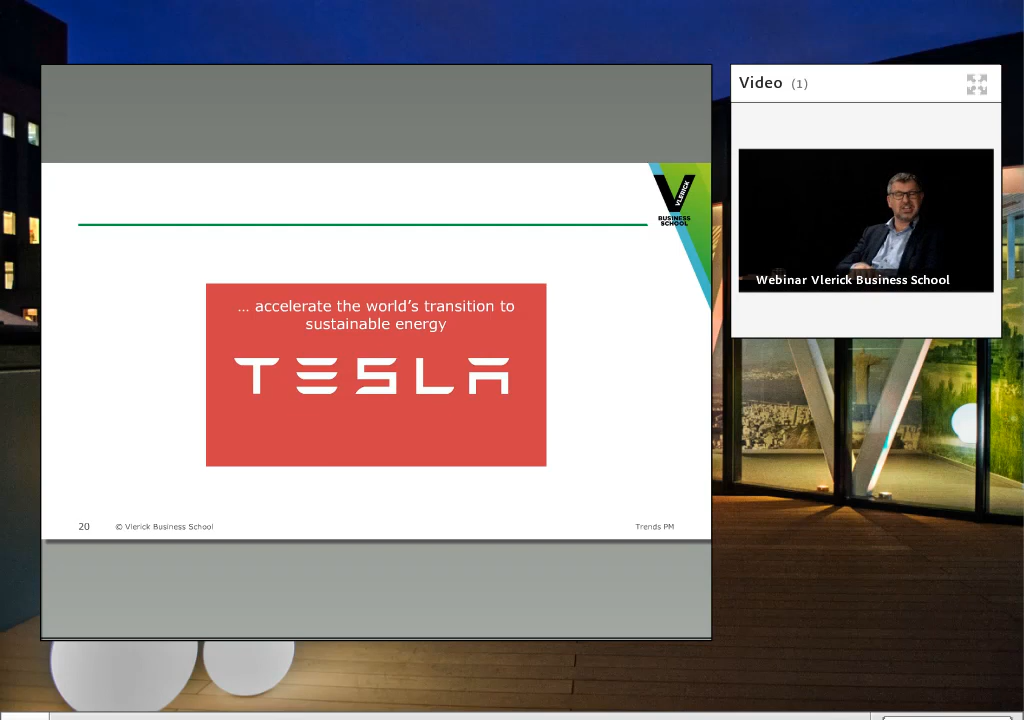 Video (1)
VLERICK
BUSINESS
SCHOOL
... accelerate the world's transition to
sustainable energy
TESLA
Webinar Vlerick Business School
20 © Vlerick Business School Trends PM